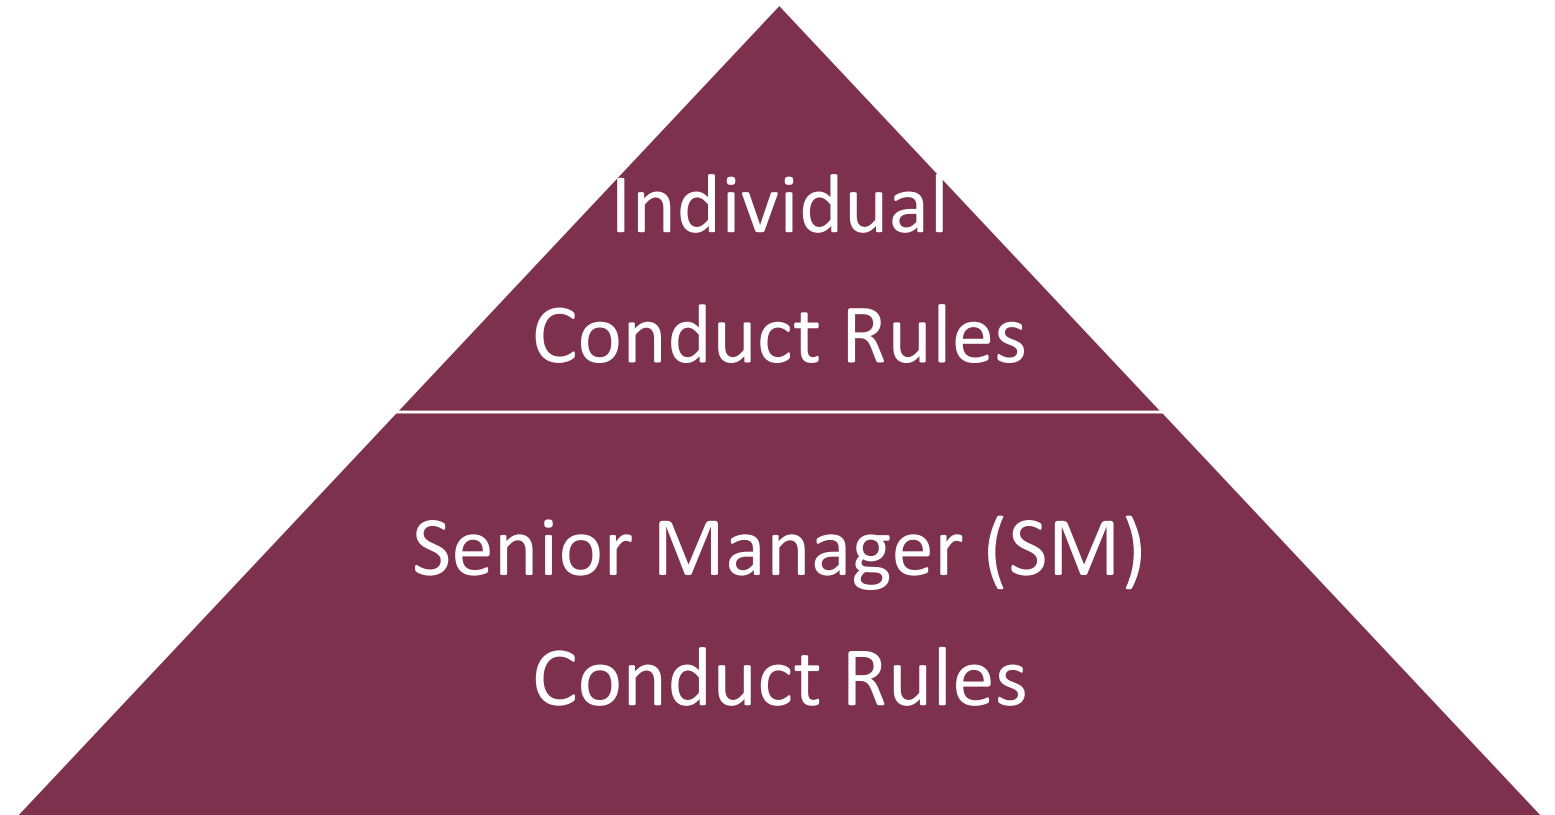 Individual
Conduct Rules
Senior Manager (SM)
Conduct Rules